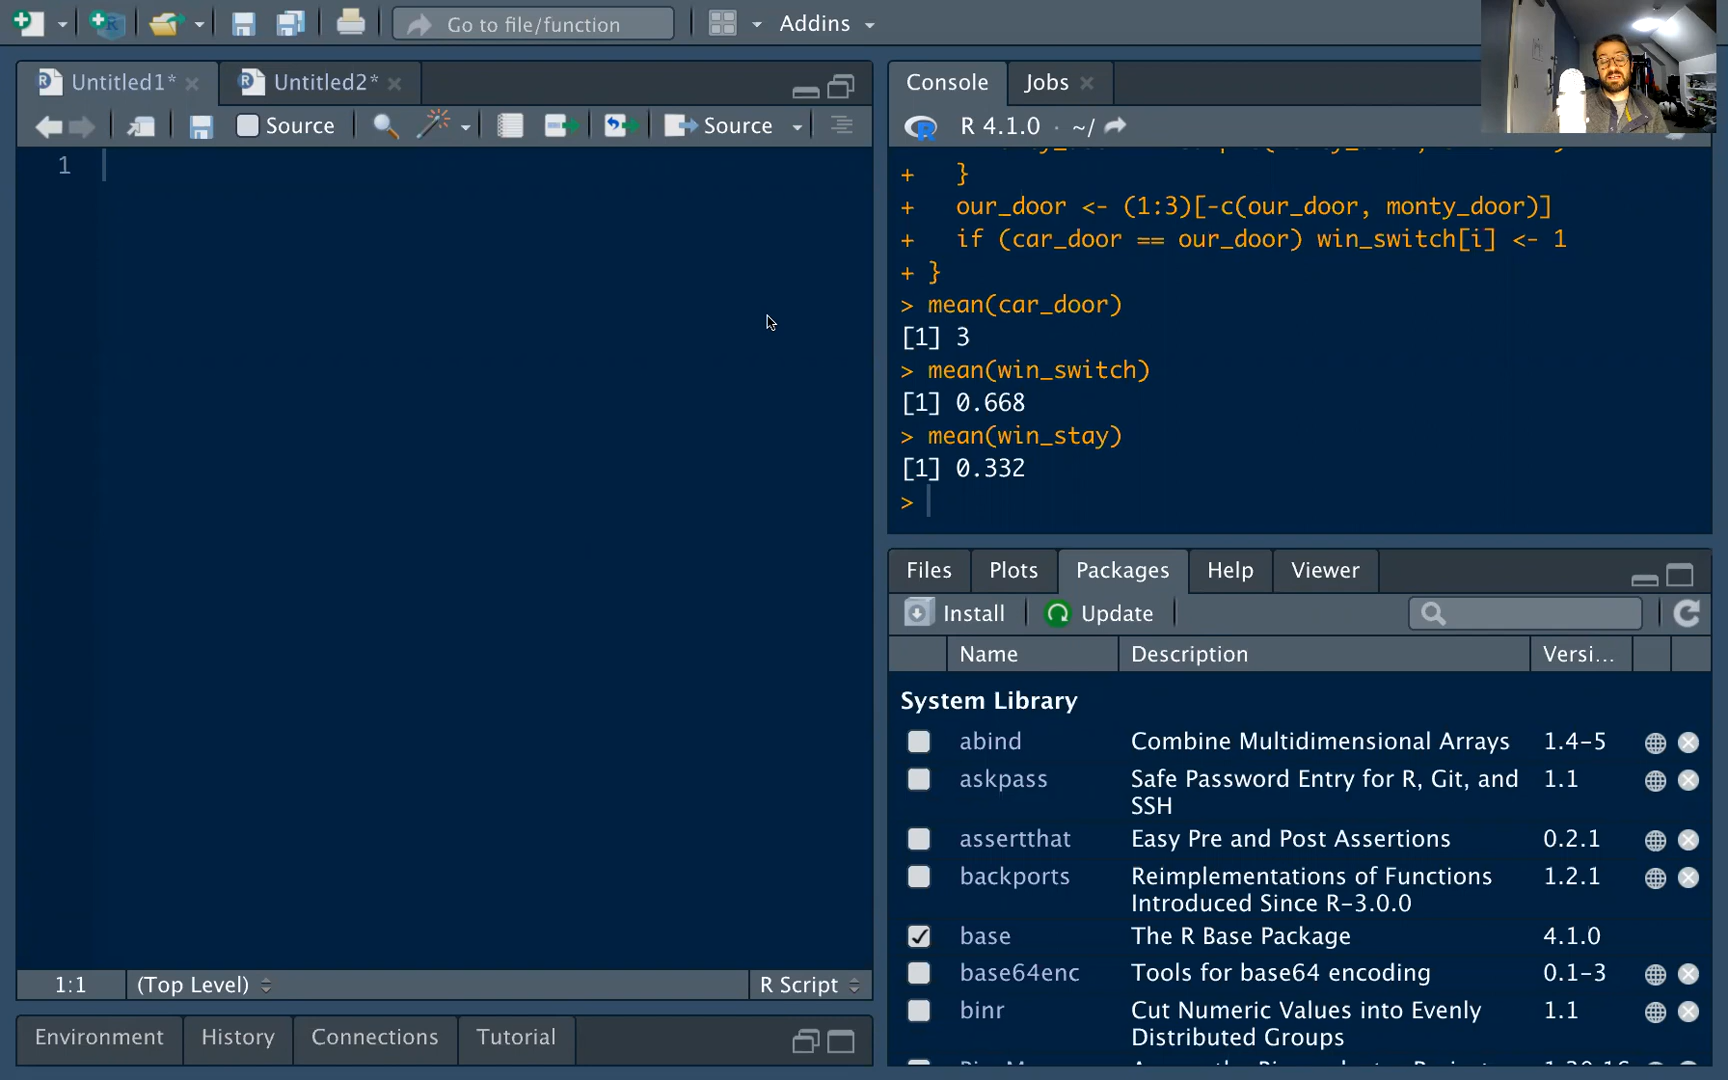 Go to file/function
Addins
Untitled1*
Untitled2*
Source
Source
1
1:1
(Top Level)
R Script
Environment
History
Connections
Tutorial
Console
Jobs
R 4.1.0 · ~/
+ }
+ our_door <- (1:3)[-c(our_door, monty_door)]
+ if (car_door == our_door) win_switch[i] <- 1
+ }
> mean(car_door)
[1] 3
> mean(win_switch)
[1] 0.668
> mean(win_stay)
[1] 0.332
>
Files
Plots
Packages
Help
Viewer
Install
Update
Name
Description
Versi...
System Library
abind Combine Multidimensional Arrays 1.4-5
askpass Safe Password Entry for R, Git, and 1.1
SSH
assertthat Easy Pre and Post Assertions 0.2.1
backports Reimplementations of Functions 1.2.1
Introduced Since R-3.0.0
base The R Base Package 4.1.0
base64enc Tools for base64 encoding 0.1-3
binr Cut Numeric Values into Evenly 1.1
Distributed Groups